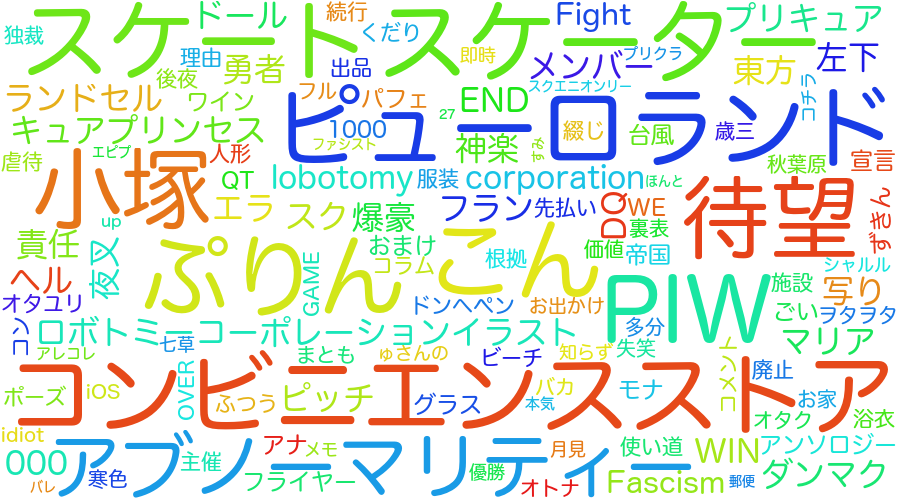 独裁
ドール
続行
くだり
Fight
プリキュア
スケートスケーター
理由
勇者
後夜
出品
即時
メンバー
プリクラ
東方
左下
スクエニオンリー
コチラ
ランドセル
ワイン
フル
パフェ
END
27
キュアプリンセス
1000
ピューロランド
綴じ
台風
歳三
ファシスト
神楽
みす
虐待
エピブ
人形
秋葉原
宣言
小塚
QT
lobotomy
服装
corporation
ほんと
待望
エラ
スク
爆豪
フラン
先払い
DQ
WE
裏表
ずきん
up
責任
夜叉
ぷりん
こん
おまけ
コラム
根拠
価値
帝国
シャルル
ヘル
GAME
PIW
施設
写り
オタユリ
ドンヘペン
お出かけ
ごい
ヲタヲタ
コソ
ロボトミーコーポレーションイラスト
多分
マリア
アレコレ
七草
まとも
ゅさんの
ビーチ
知らず
失笑
コメント
コンビニエンスストア
廃止
ポーズ
iOS
OVER
ふつう
ピッチ
グラス
バカ
本気
モナ
お家
オタク
浴衣
idiot
アブノーマリティー
アナ
メモ
月見
使い道
WIN
アンソロジー
000
バレ
寒色
主催
フライヤー
優勝
オトナ
Fascism
郵便
ダンマク